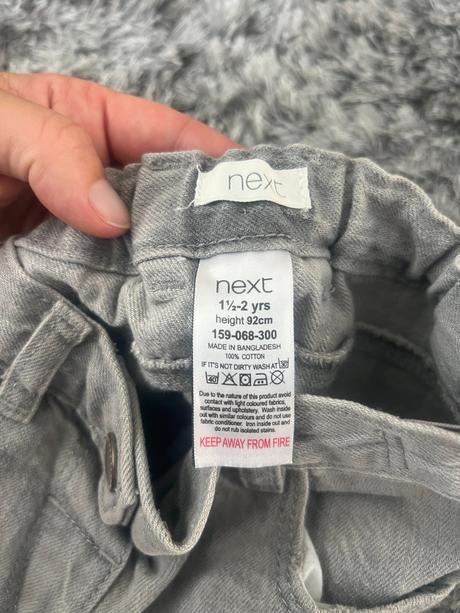 next
next
1½-2 yrs
height 92cm
159-068-300
MADE IN BANGLADESH
100% COTTON
IF IT'S NOT DIRTY WASH AT 30°
40°
Due to the nature of this product avoid
contact with light coloured fabrics,
surfaces and upholstery. Wash inside
out with similar colours and do not use
fabric conditioner. Iron inside out and
do not rub isolated stains.
KEEP AWAY FROM FIRE